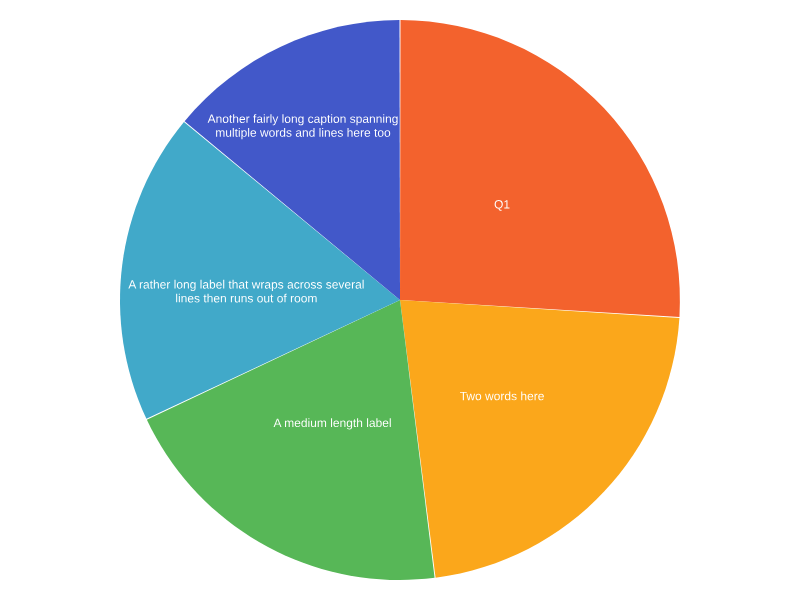 Another fairly long caption spanning
multiple words and lines here too
Q1
A rather long label that wraps across several
lines then runs out of room
Two words here
A medium length label